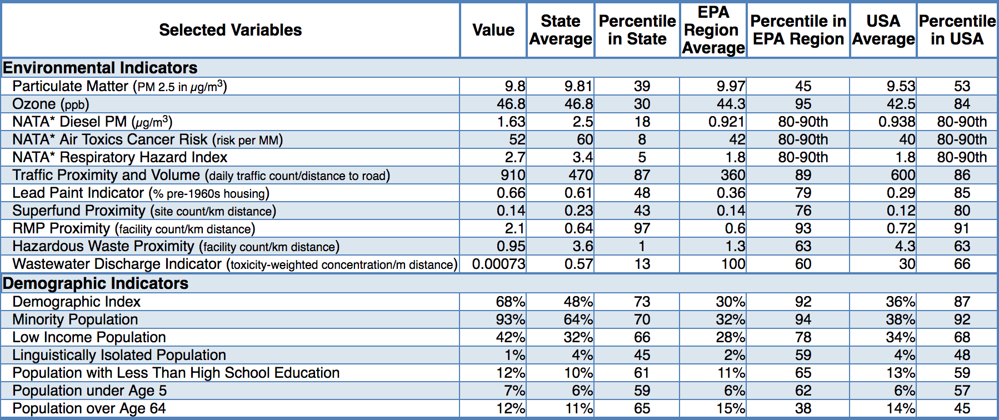 Selected Variables Value State Average Percentile in State EPA Region Average Percentile in EPA Region USA Average Percentile in USA
Environmental Indicators
Particulate Matter (PM 2.5 in µg/m³) 9.8 9.81 39 9.97 45 9.53 53
Ozone (ppb) 46.8 46.8 30 44.3 95 42.5 84
NATA* Diesel PM (µg/m³) 1.63 2.5 18 0.921 80-90th 0.938 80-90th
NATA* Air Toxics Cancer Risk (risk per MM) 52 60 8 42 80-90th 40 80-90th
NATA* Respiratory Hazard Index 2.7 3.4 5 1.8 80-90th 1.8 80-90th
Traffic Proximity and Volume (daily traffic count/distance to road) 910 470 87 360 89 600 86
Lead Paint Indicator (% pre-1960s housing) 0.66 0.61 48 0.36 79 0.29 85
Superfund Proximity (site count/km distance) 0.14 0.23 43 0.14 76 0.12 80
RMP Proximity (facility count/km distance) 2.1 0.64 97 0.6 93 0.72 91
Hazardous Waste Proximity (facility count/km distance) 0.95 3.6 1 1.3 63 4.3 63
Wastewater Discharge Indicator (toxicity-weighted concentration/m distance) 0.00073 0.57 13 100 60 30 66
Demographic Indicators
Demographic Index 68% 48% 73 30% 92 36% 87
Minority Population 93% 64% 70 32% 94 38% 92
Low Income Population 42% 32% 66 28% 78 34% 68
Linguistically Isolated Population 1% 4% 45 2% 59 4% 48
Population with Less Than High School Education 12% 10% 61 11% 65 13% 59
Population under Age 5 7% 6% 59 6% 62 6% 57
Population over Age 64 12% 11% 65 15% 38 14% 45